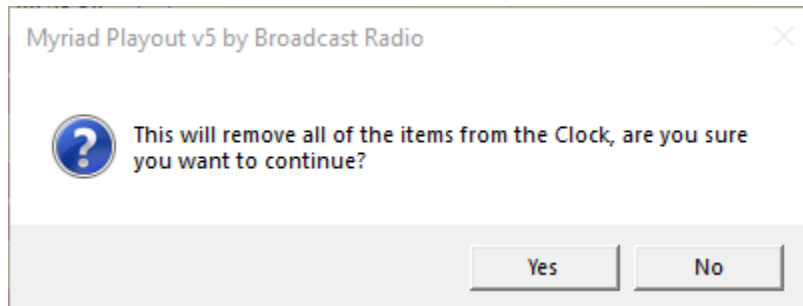 Myriad Playout v5 by Broadcast Radio
This will remove all of the items from the Clock, are you sure
you want to continue?
Yes
No